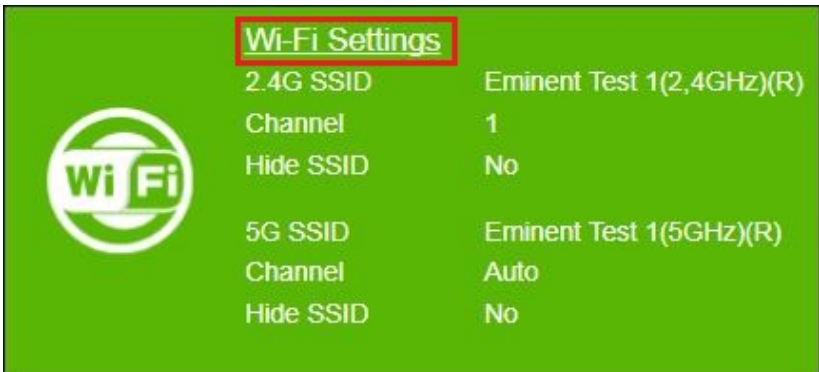 Wi-Fi Settings
2.4G SSID Eminent Test 1(2,4GHz)(R)
Channel 1
Hide SSID No
Wi Fi
5G SSID Eminent Test 1(5GHz)(R)
Channel Auto
Hide SSID No